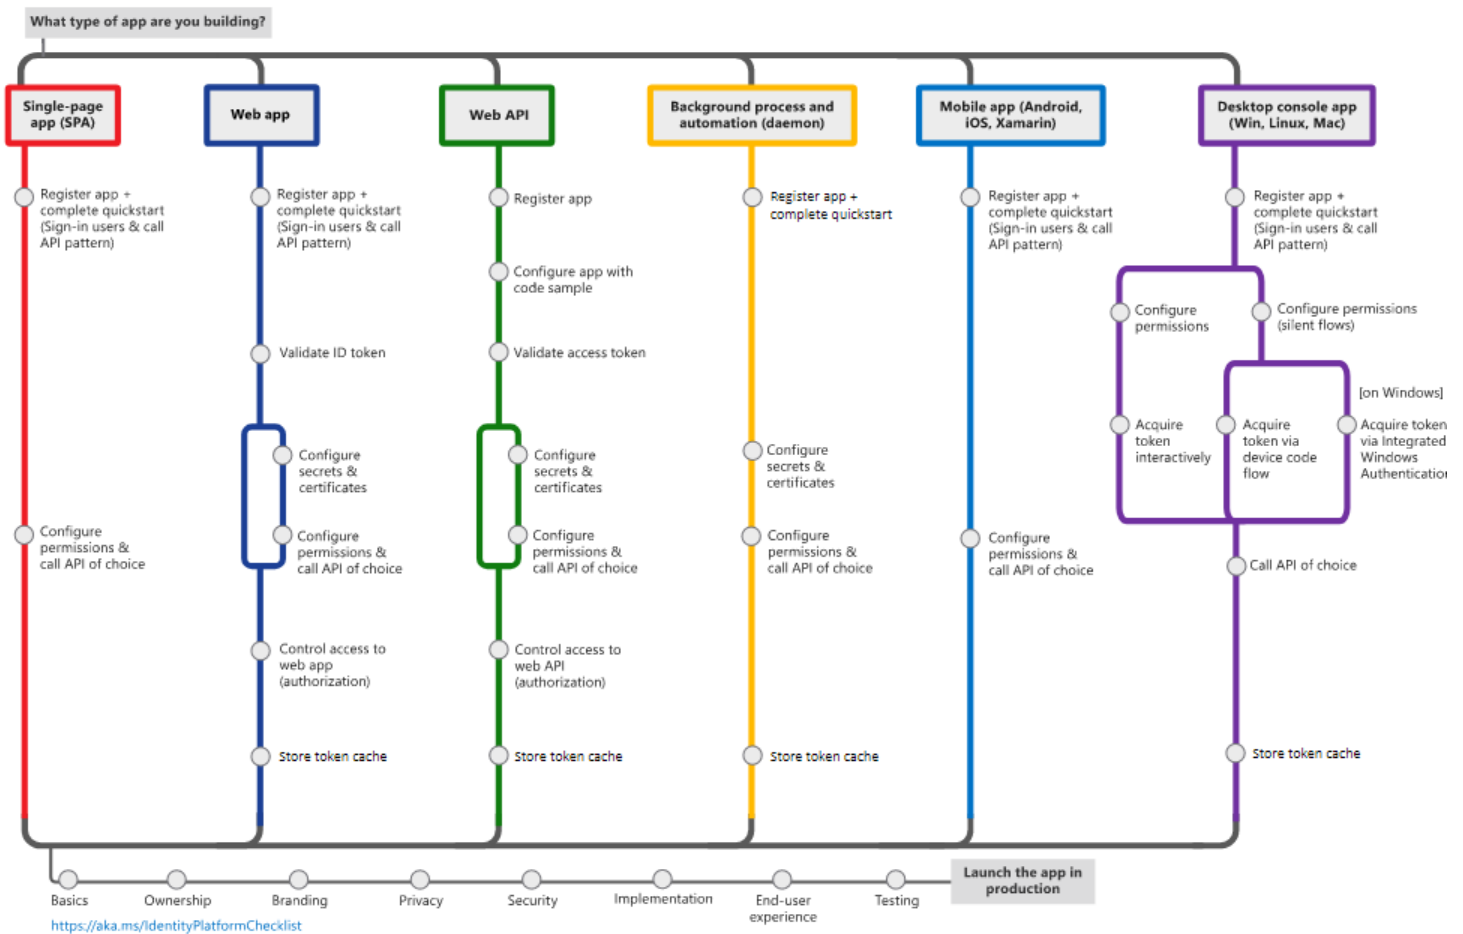 What type of app are you building?
Single-page
app (SPA)
Register app +
complete quickstart
(Sign-in users & call
API pattern)
Configure
permissions &
call API of choice
Web app
Register app +
complete quickstart
(Sign-in users & call
API pattern)
Validate ID token
Configure
secrets &
certificates
Configure
permissions &
call API of choice
Control access to
web app
(authorization)
Store token cache
Web API
Register app
Configure app with
code sample
Validate access token
Configure
secrets &
certificates
Configure
permissions &
call API of choice
Control access to
web API
(authorization)
Store token cache
Background process and
automation (daemon)
Register app +
complete quickstart
Configure
secrets &
certificates
Configure
permissions &
call API of choice
Store token cache
Mobile app (Android,
iOS, Xamarin)
Register app +
complete quickstart
(Sign-in users & call
API pattern)
Configure
permissions &
call API of choice
Desktop console app
(Win, Linux, Mac)
Register app +
complete quickstart
(Sign-in users & call
API pattern)
Configure
permissions
Configure permissions
(silent flows)
Acquire
token
interactively
Acquire
token via
device code
flow
[on Windows]
Acquire token
via Integrated
Windows
Authentication
Call API of choice
Store token cache
Basics
Ownership
Branding
Privacy
Security
Implementation
End-user
experience
Testing
Launch the app in
production
https://aka.ms/IdentityPlatformChecklist